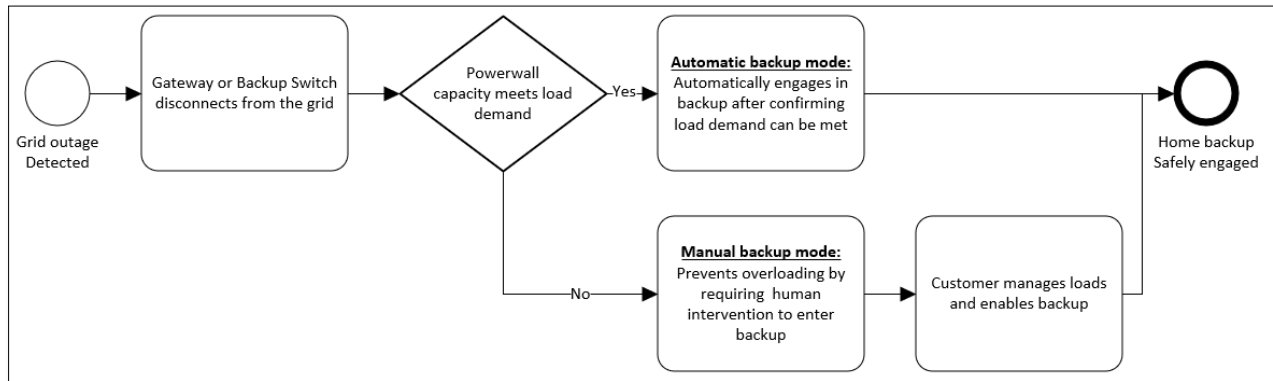 Grid outage
Detected
Gateway or Backup Switch
disconnects from the grid
Powerwall
capacity meets load
demand
Yes
Automatic backup mode:
Automatically engages in
backup after confirming
load demand can be met
Home backup
Safely engaged
No
Manual backup mode:
Prevents overloading by
requiring human
intervention to enter
backup
Customer manages loads
and enables backup